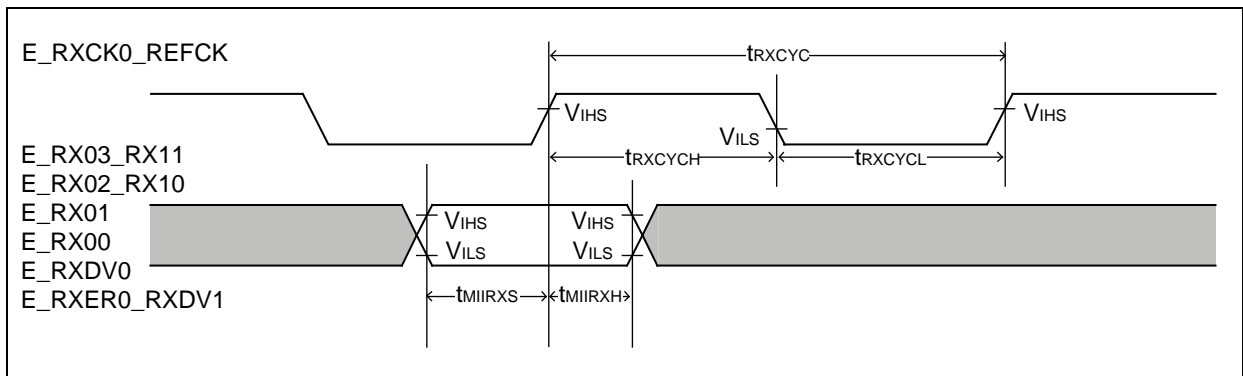 E_RXCK0_REFCK
tRXCYC
VIHS
VILS
VIHS
tRXCYCH
tRXCYCL
E_RX03_RX11
E_RX02_RX10
E_RX01
E_RX00
E_RXDV0
E_RXER0_RXDV1
VIHS
VIHS
VILS
VILS
tMIIRXS
tMIIRXH